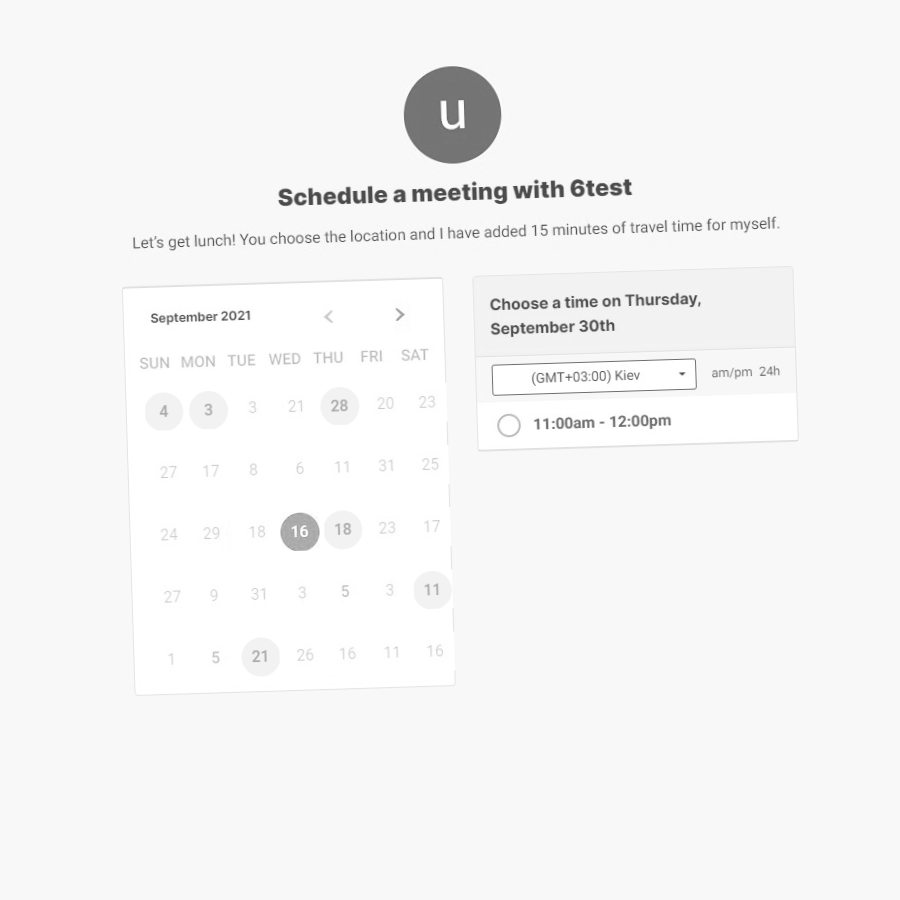 u
Schedule a meeting with 6test
Let's get lunch! You choose the location and I have added 15 minutes of travel time for myself.
September 2021
SUN MON TUE WED THU FRI SAT
4 3 3 21 28 20 23
27 17 8 6 11 31 25
24 29 18 16 18 23 17
27 9 31 3 5 3 11
1 5 21 26 16 11 16
Choose a time on Thursday,
September 30th
(GMT+03:00) Kiev am/pm 24h
11:00am - 12:00pm